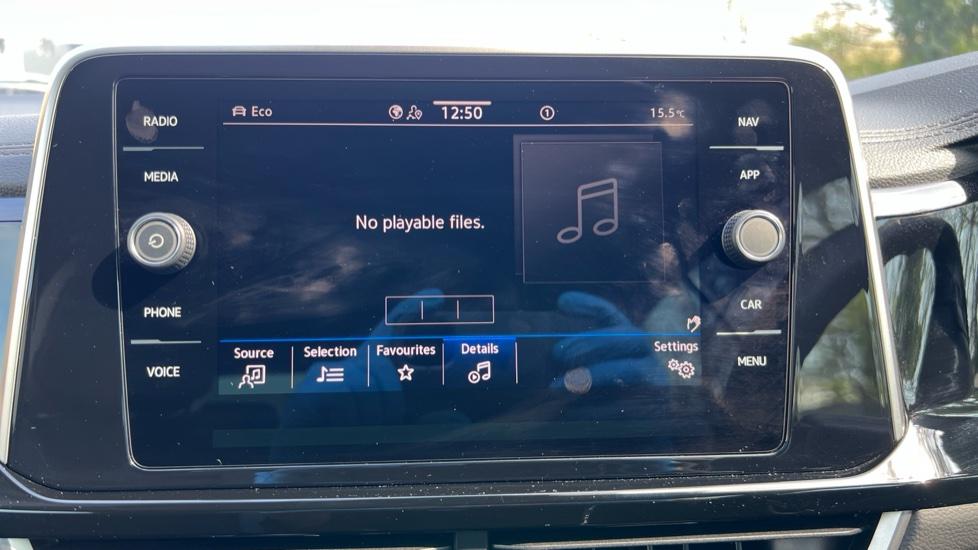 RADIO
MEDIA
PHONE
VOICE
Eco
12:50
1
15.5°C
No playable files.
Source
Selection
Favourites
Details
Settings
NAV
APP
CAR
MENU